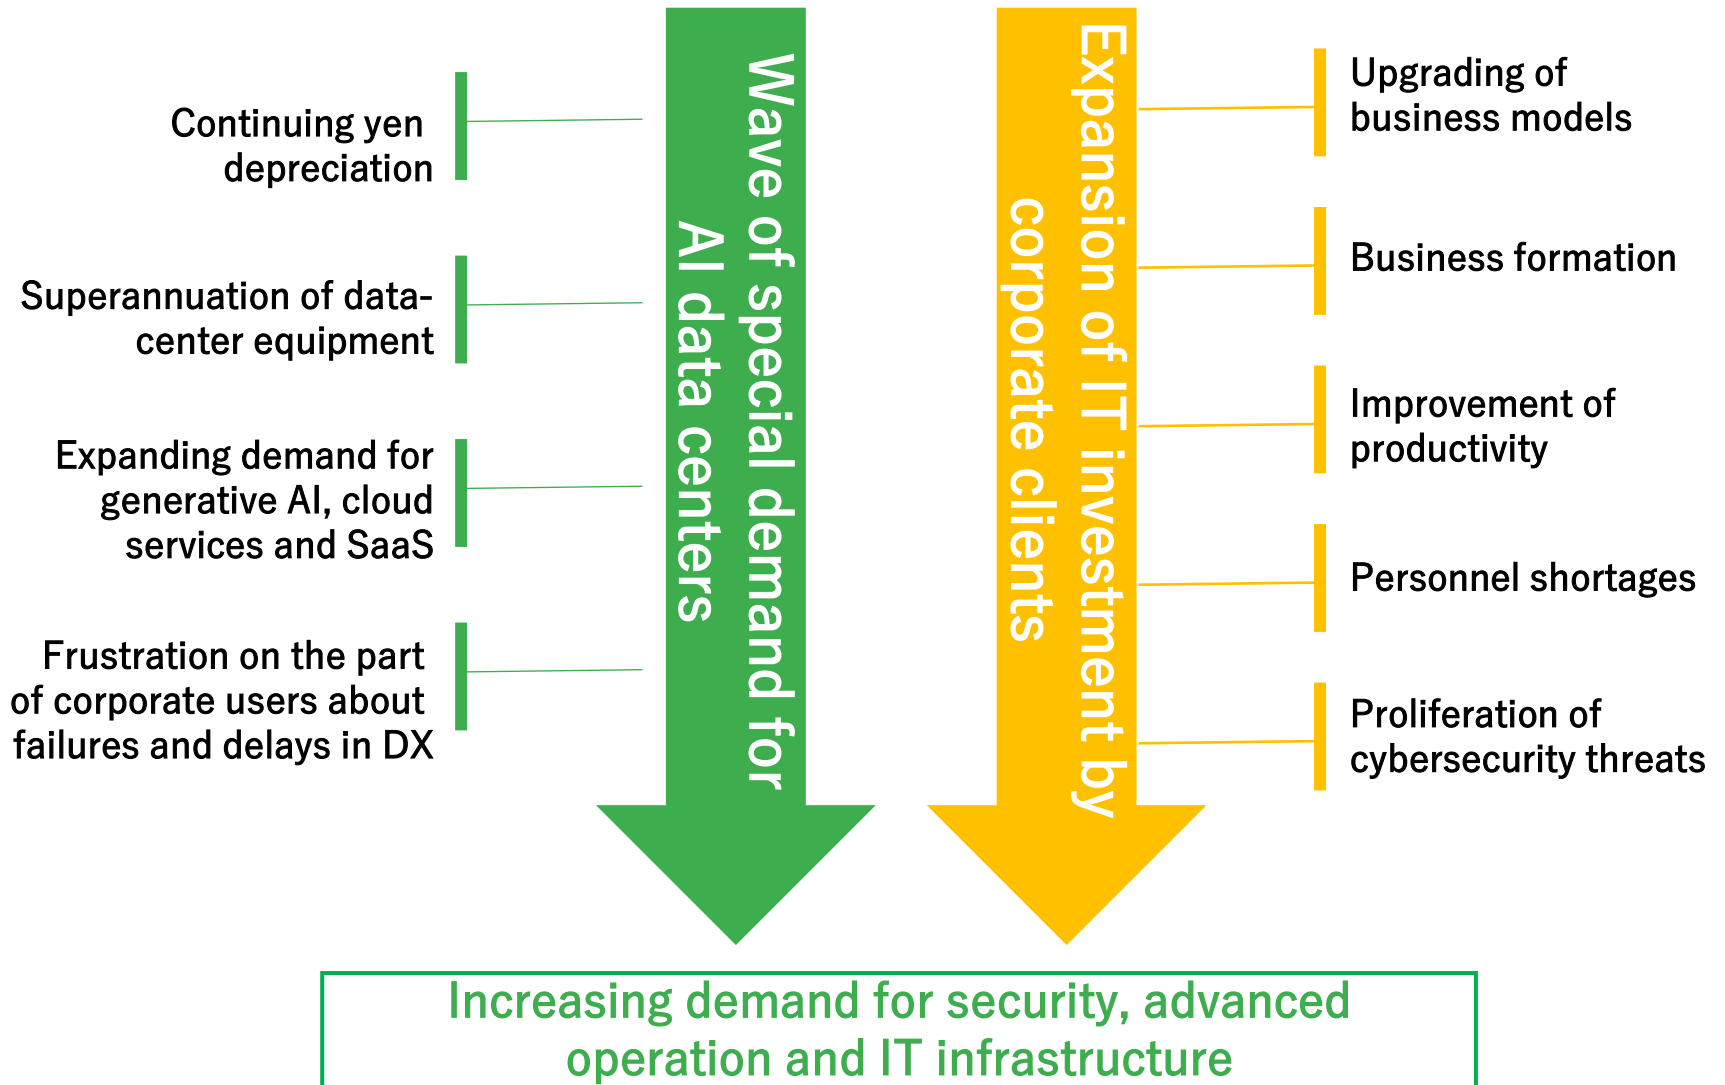 Continuing yen
depreciation
Superannuation of data-
center equipment
Expanding demand for
generative AI, cloud
services and SaaS
Frustration on the part
of corporate users about
failures and delays in DX
Wave of special demand for
AI data centers
Expansion of IT investment by
corporate clients
Upgrading of
business models
Business formation
Improvement of
productivity
Personnel shortages
Proliferation of
cybersecurity threats
Increasing demand for security, advanced
operation and IT infrastructure